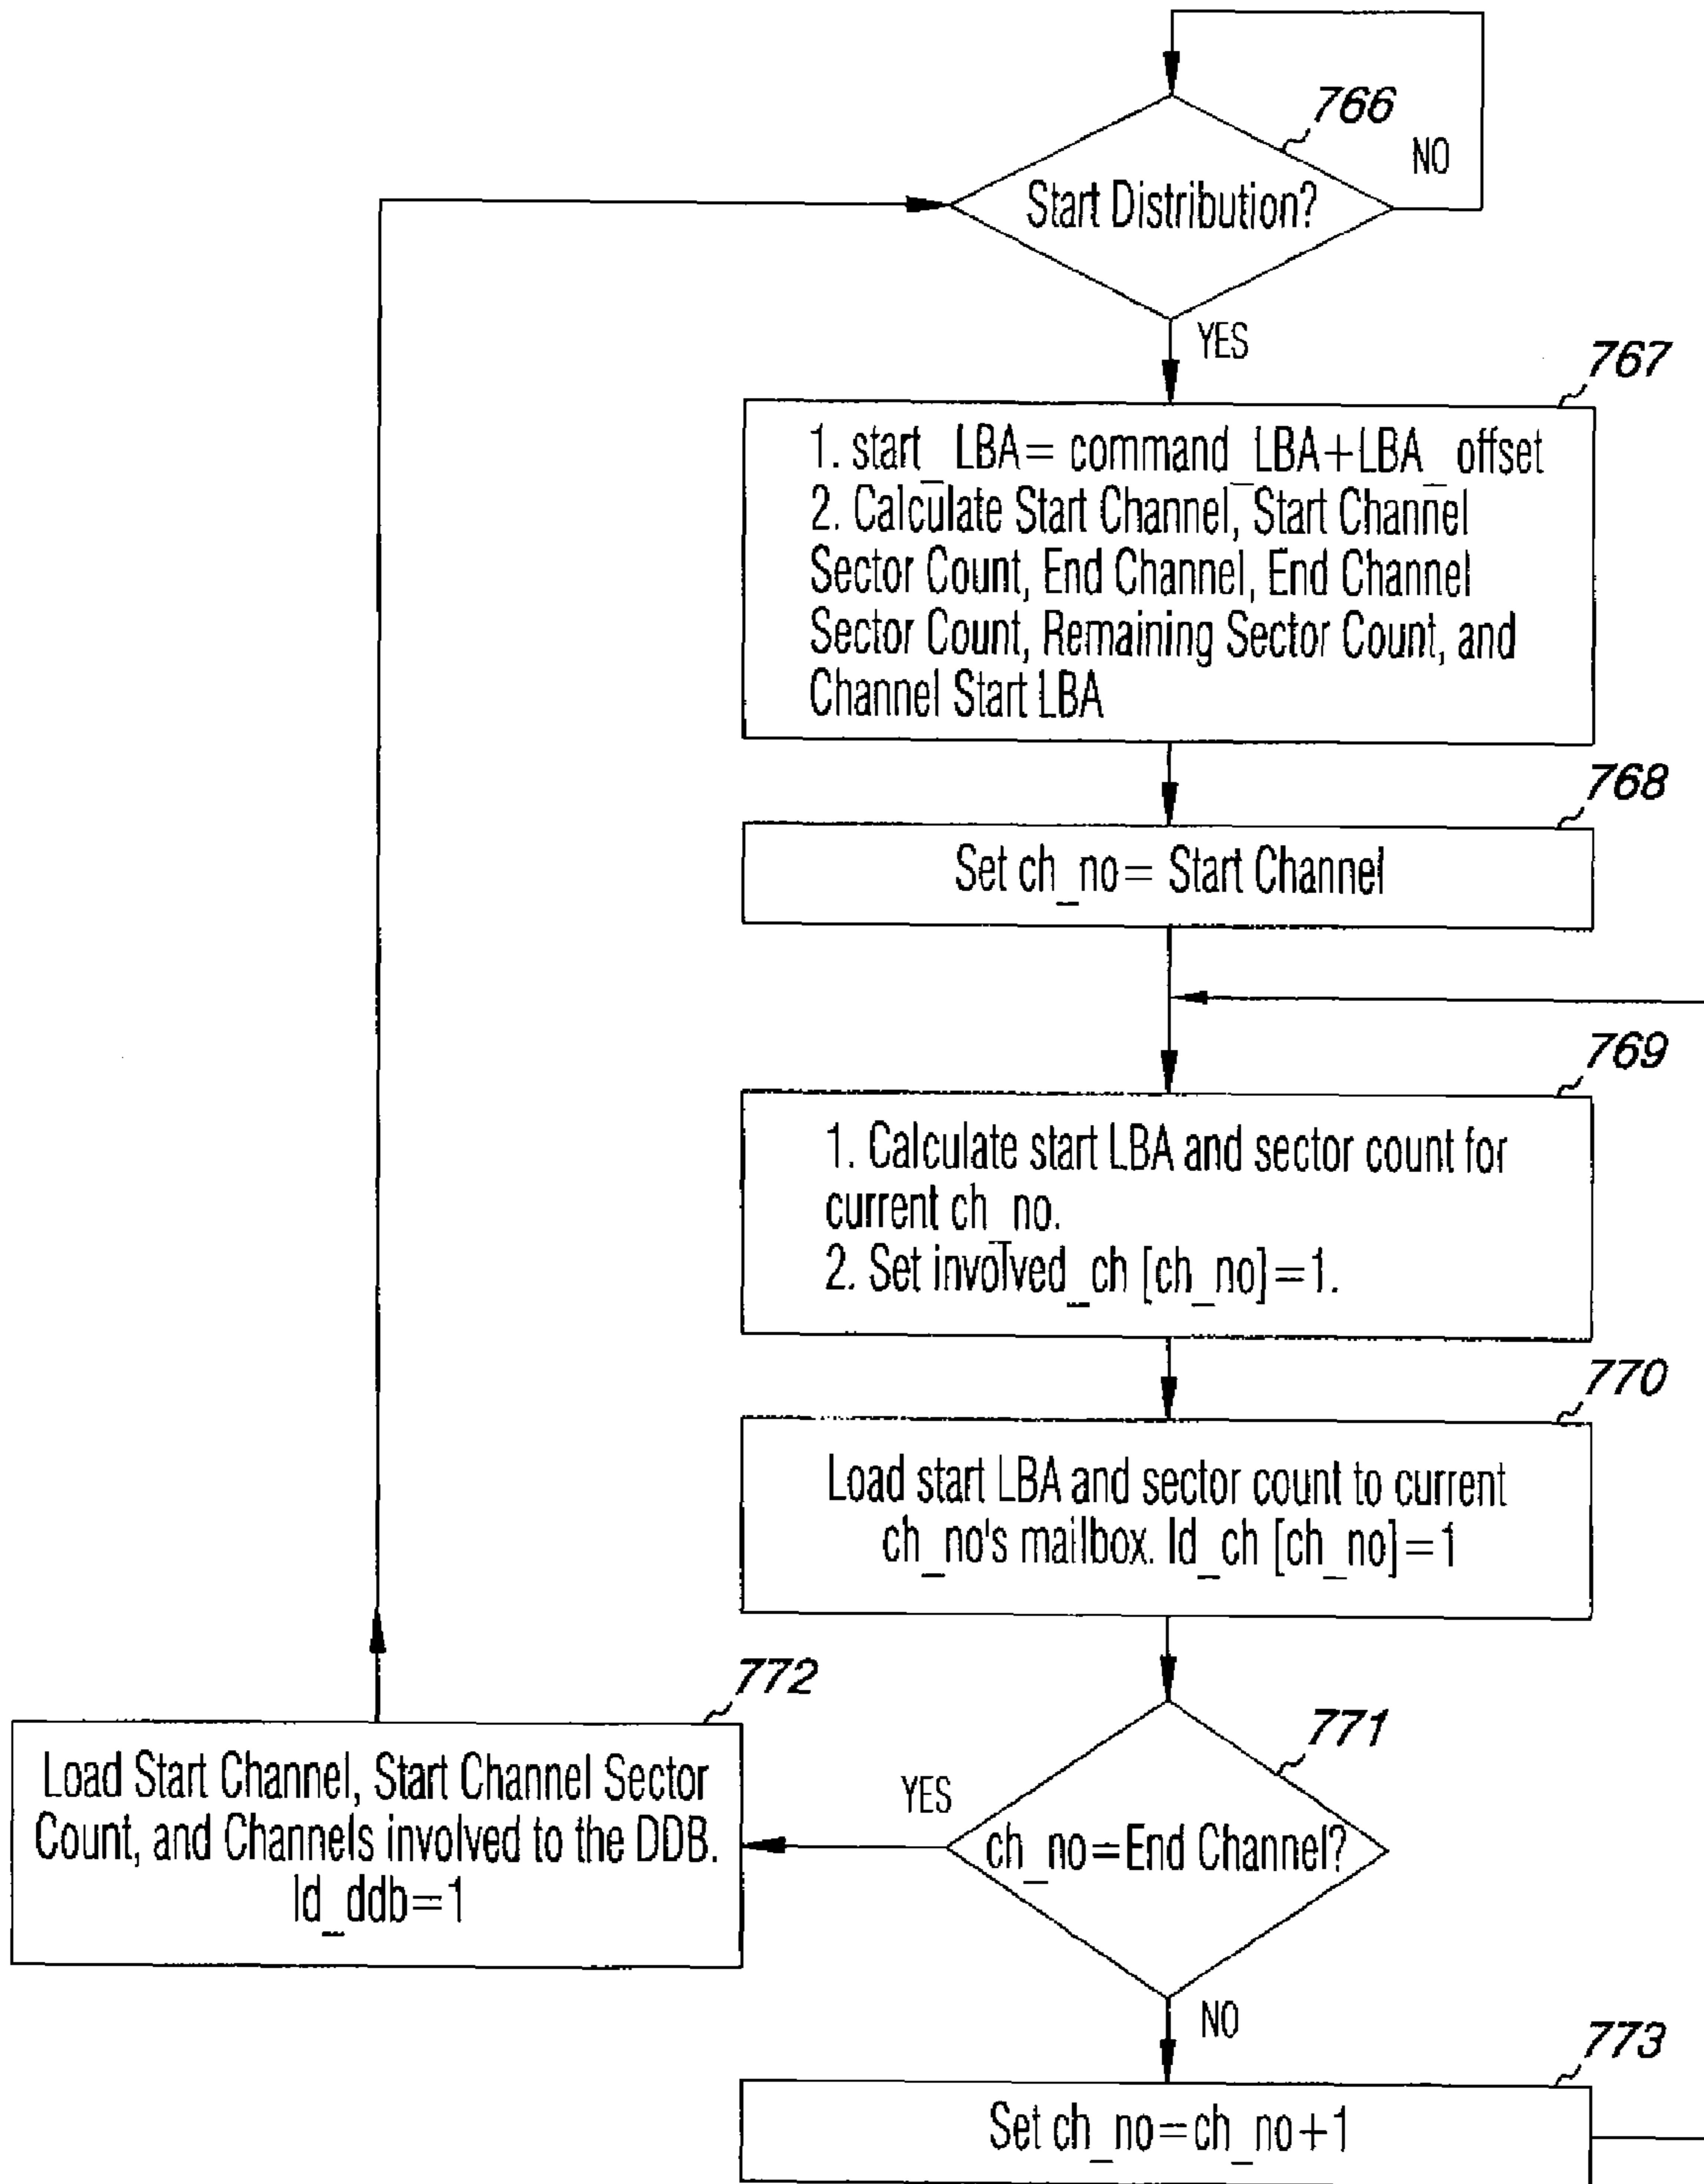 766
NO
Start Distribution?
YES
767
1. start_LBA= command_LBA+LBA_offset
2. Calculate Start Channel, Start Channel
Sector Count, End Channel, End Channel
Sector Count, Remaining Sector Count, and
Channel Start LBA
768
Set ch_no= Start Channel
769
1. Calculate start LBA and sector count for
current ch_no.
2. Set involved_ch [ch_no]=1.
770
Load start LBA and sector count to current
ch_no's mailbox. ld_ch [ch_no]=1
772
Load Start Channel, Start Channel Sector
Count, and Channels involved to the DDB.
ld_ddb=1
YES
771
ch_no=End Channel?
NO
773
Set ch_no=ch_no+1